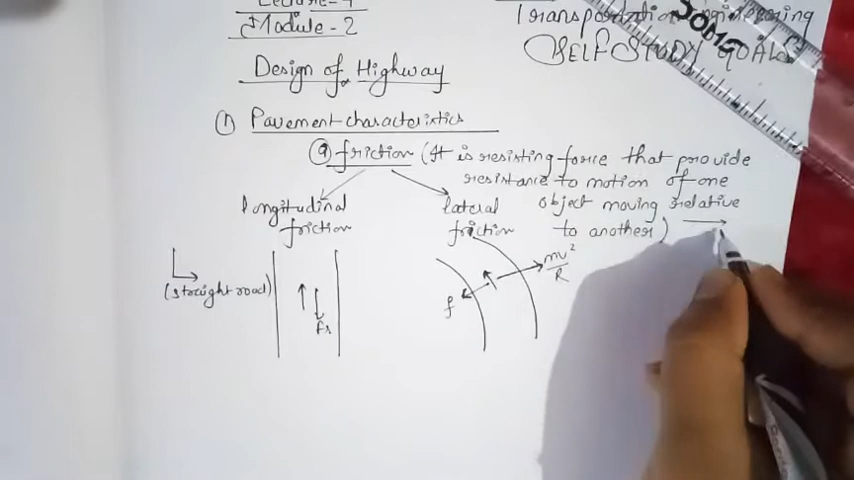 Lecture-4
Module-2
Transportation Engineering
SELF STUDY GOALS
Design of Highway
① Pavement characteristics
ⓐ friction (It is resisting force that provide
resistance to motion of one
object moving relative
to another)
longitudinal
friction
lateral
friction
(straight road)
fr
f
mv²
R